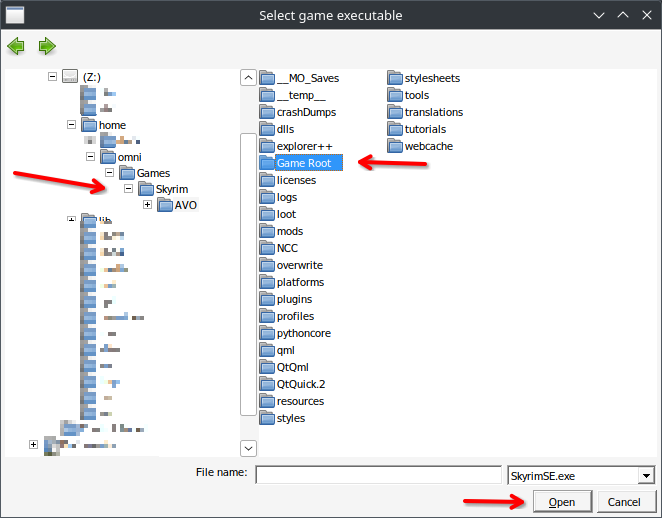 Select game executable
(Z:)
home
omni
Games
Skyrim
AVO
lib
__MO_Saves
__temp__
crashDumps
dlls
explorer++
Game Root
licenses
logs
loot
mods
NCC
overwrite
platforms
plugins
profiles
pythoncore
qml
QtQml
QtQuick.2
resources
styles
stylesheets
tools
translations
tutorials
webcache
File name:
SkyrimSE.exe
Open
Cancel